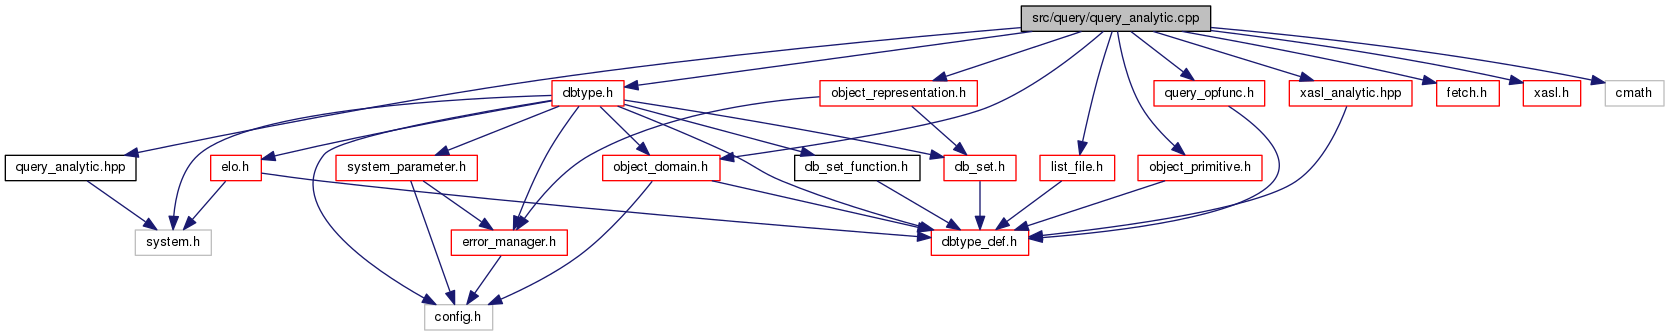 src/query/query_analytic.cpp
dbtype.h
object_representation.h
query_opfunc.h
xasl_analytic.hpp
fetch.h
xasl.h
cmath
query_analytic.hpp
elo.h
system_parameter.h
object_domain.h
db_set_function.h
db_set.h
list_file.h
object_primitive.h
system.h
error_manager.h
dbtype_def.h
config.h